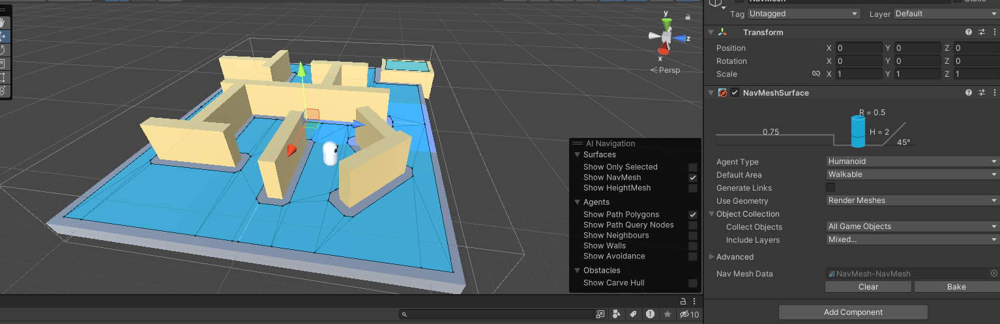 y
z
x
Persp
AI Navigation
Surfaces
Show Only Selected
Show NavMesh
Show HeightMesh
Agents
Show Path Polygons
Show Path Query Nodes
Show Neighbours
Show Walls
Show Avoidance
Obstacles
Show Carve Hull
10
Tag Untagged Layer Default
Transform
Position X 0 Y 0 Z 0
Rotation X 0 Y 0 Z 0
Scale X 1 Y 1 Z 1
NavMeshSurface
R = 0.5
0.75
H = 2
45°
Agent Type Humanoid
Default Area Walkable
Generate Links
Use Geometry Render Meshes
Object Collection
Collect Objects All Game Objects
Include Layers Mixed...
Advanced
Nav Mesh Data NavMesh-NavMesh
Clear Bake
Add Component